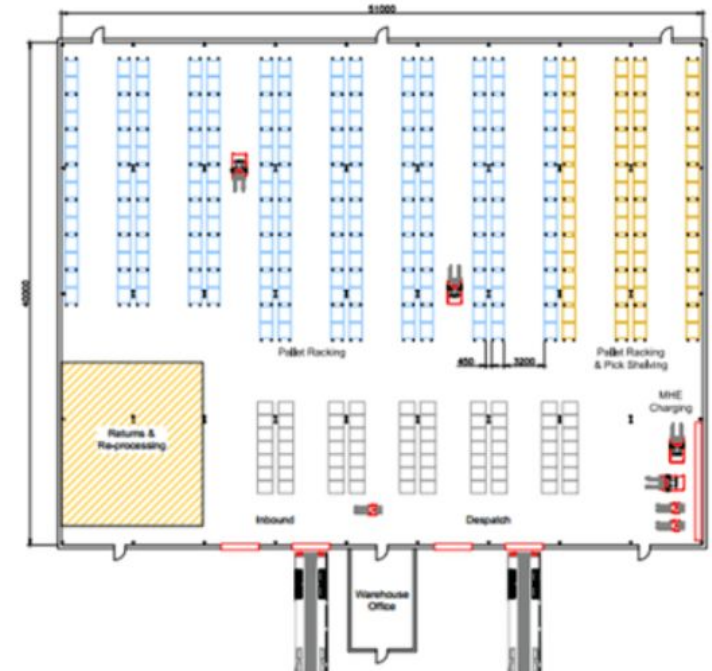 51000
40000
Pallet Racking
450
3200
Pallet Racking
& Pick Shelving
MHE
Charging
Returns &
Re-processing
Inbound
Despatch
Warehouse
Office